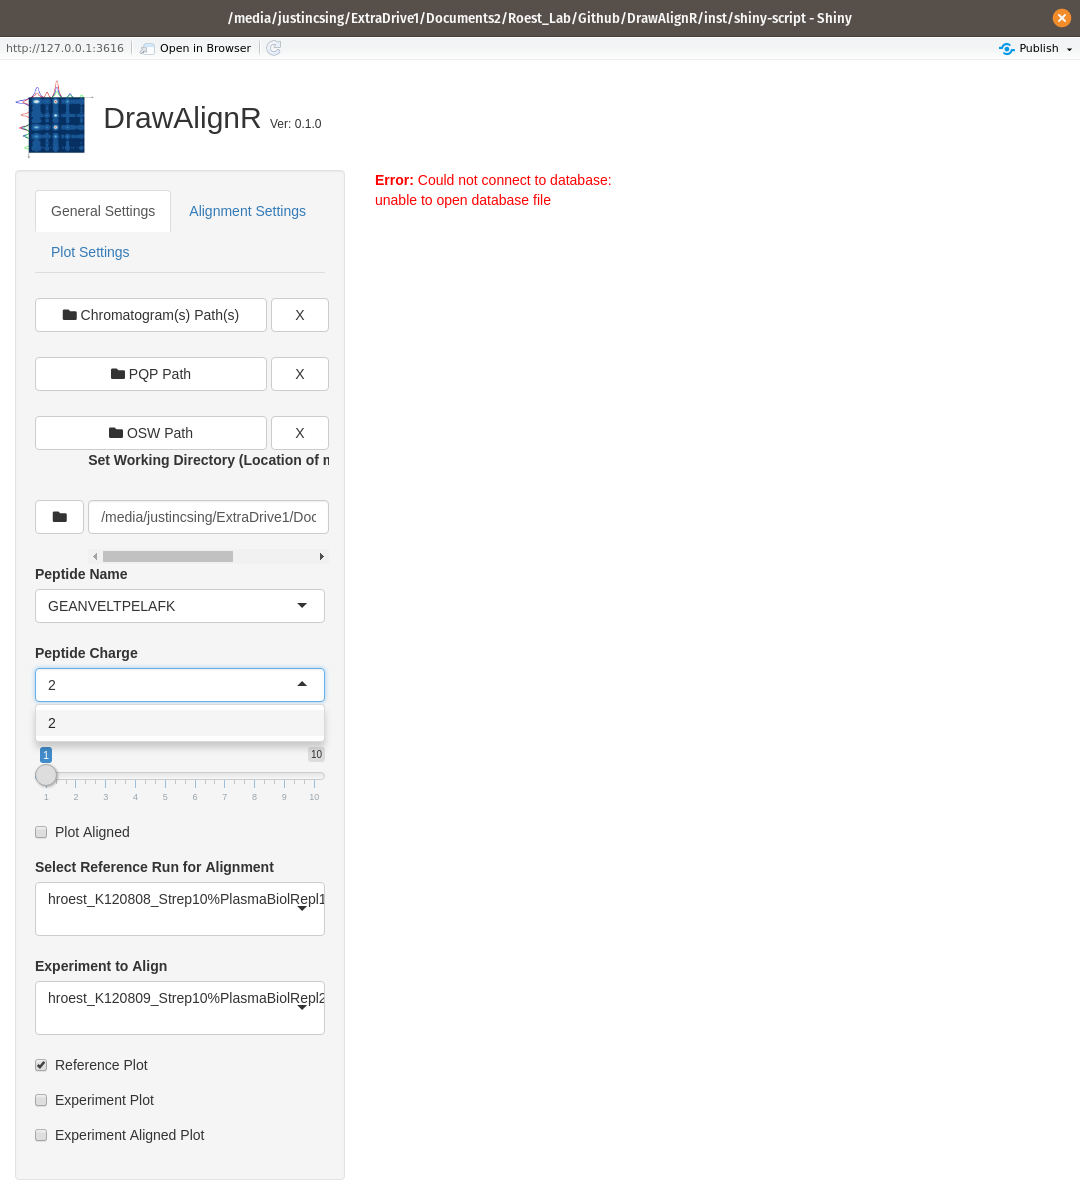 /media/justincsing/ExtraDrive1/Documents2/Roest_Lab/Github/DrawAlignR/inst/shiny-script - Shiny
http://127.0.0.1:3616 Open in Browser Publish
DrawAlignR Ver: 0.1.0
Error: Could not connect to database:
unable to open database file
General Settings Alignment Settings
Plot Settings
Chromatogram(s) Path(s) X
PQP Path X
OSW Path X
Set Working Directory (Location of
/media/justincsing/ExtraDrive1/Doc
Peptide Name
GEANVELTPELAFK
Peptide Charge
2
2
1 10
1 2 3 4 5 6 7 8 9 10
Plot Aligned
Select Reference Run for Alignment
hroest_K120808_Strep10%PlasmaBiolRepl1
Experiment to Align
hroest_K120809_Strep10%PlasmaBiolRepl2
Reference Plot
Experiment Plot
Experiment Aligned Plot